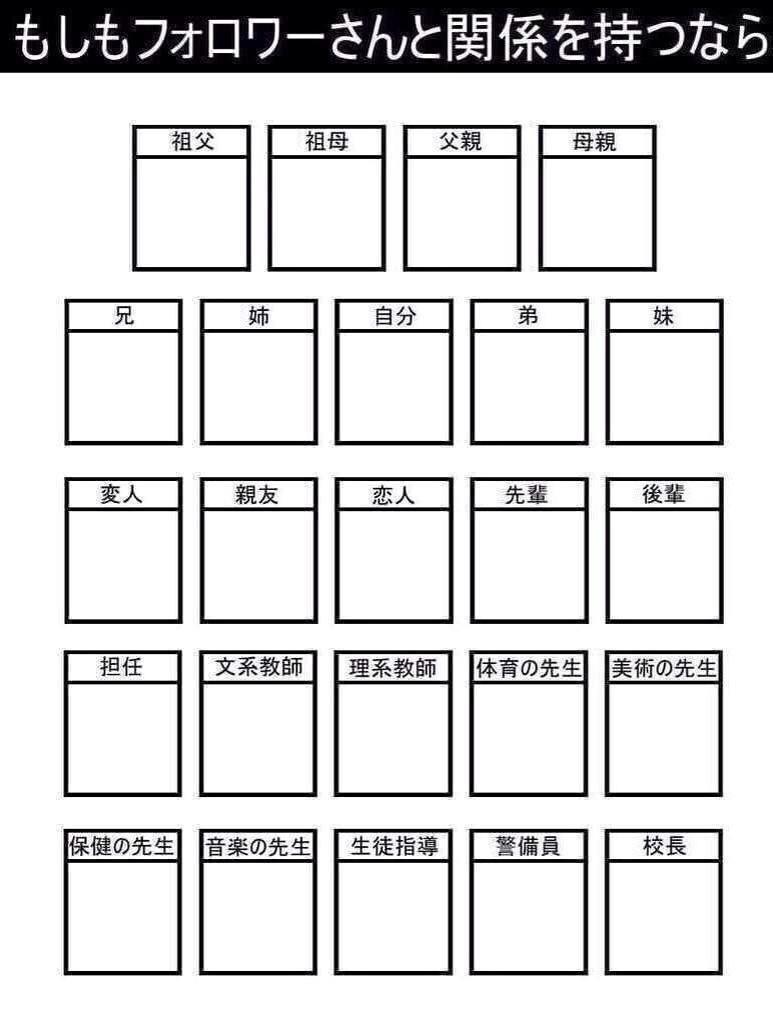 もしもフォロワーさんと関係を持つなら
祖父 祖母 父親 母親
兄 姉 自分 弟 妹
変人 親友 恋人 先輩 後輩
担任 文系教師 理系教師 体育の先生 美術の先生
保健の先生 音楽の先生 生徒指導 警備員 校長